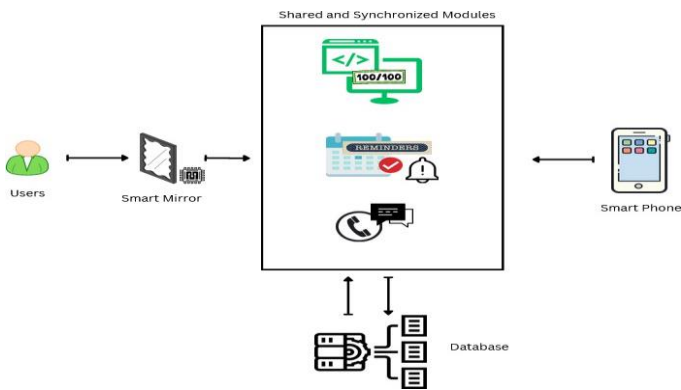 Shared and Synchronized Modules
</>
100/100
REMINDERS
Users
Smart Mirror
Smart Phone
Database